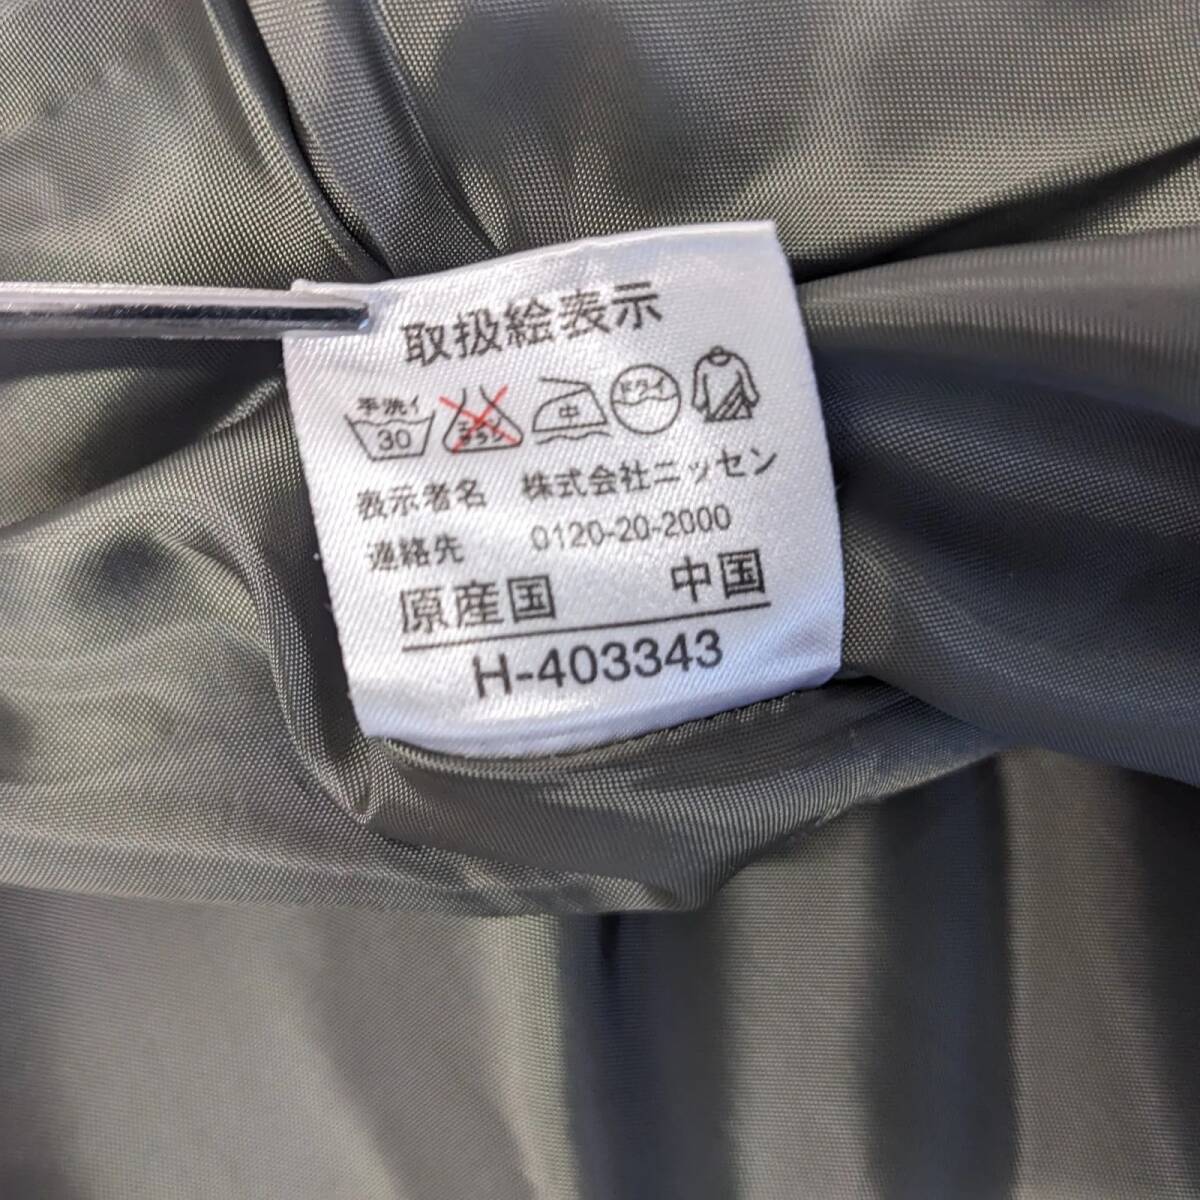 取扱絵表示
手洗イ 30 エンソサラシ 中 ドライ
表示者名 株式会社ニッセン
連絡先 0120-20-2000
原産国 中国
H-403343